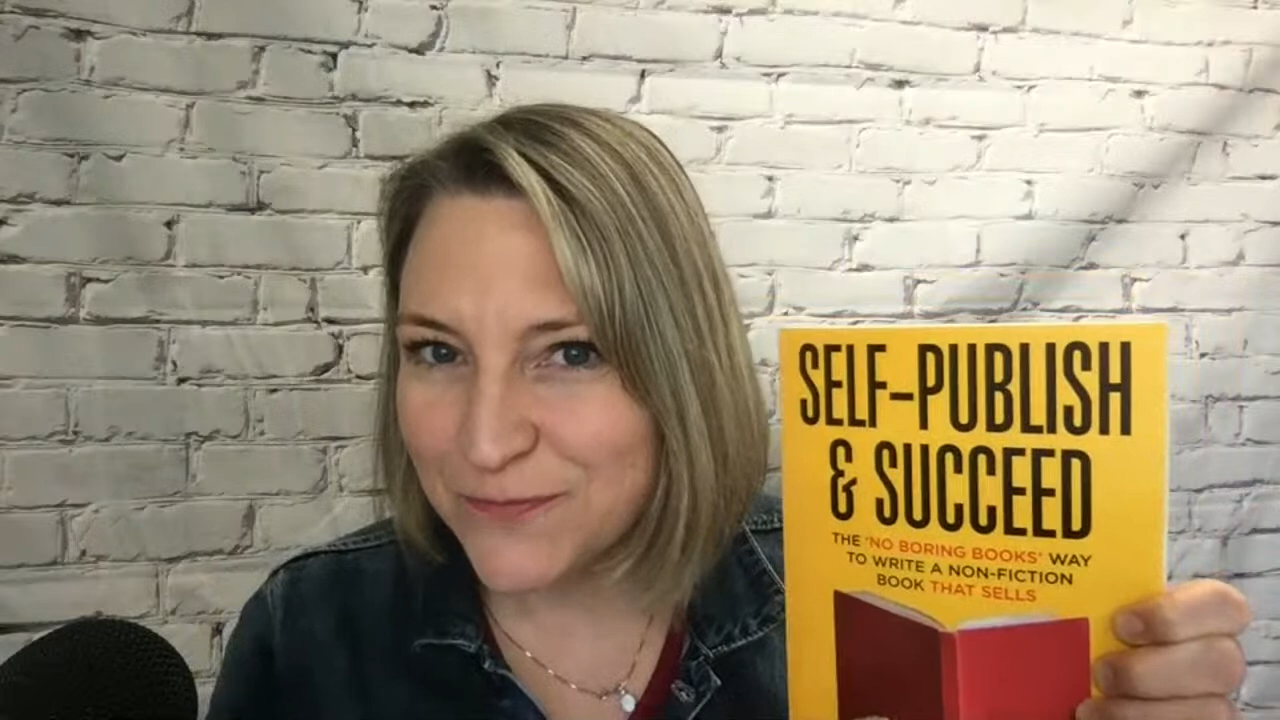 SELF-PUBLISH
& SUCCEED
THE 'NO BORING BOOKS' WAY
TO WRITE A NON-FICTION
BOOK THAT SELLS